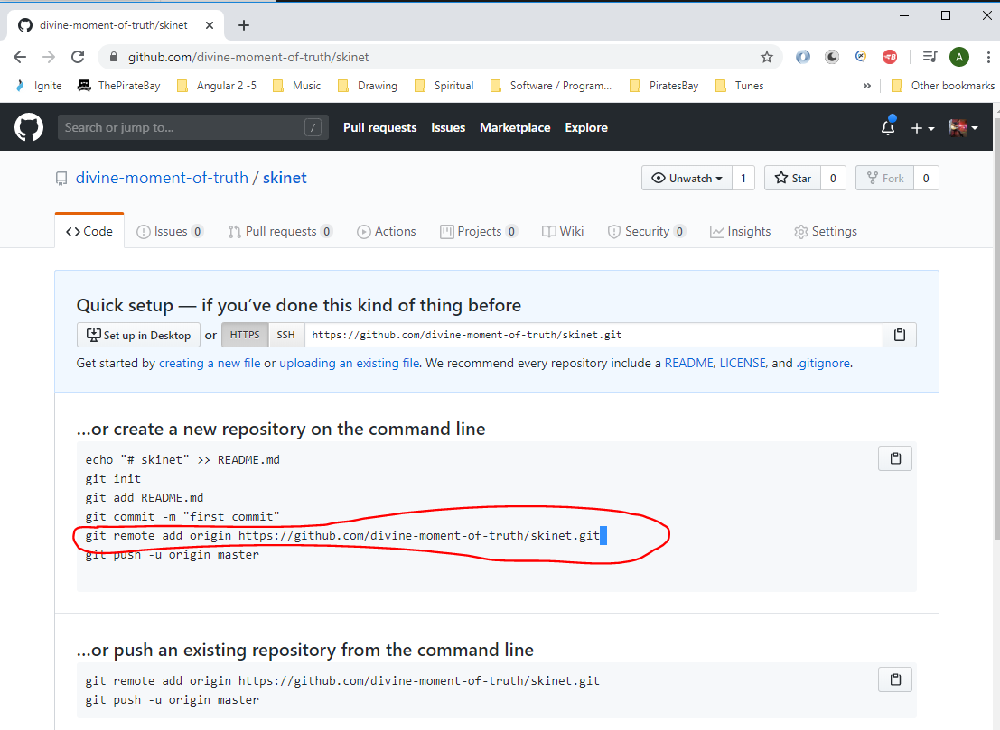 divine-moment-of-truth/skinet
github.com/divine-moment-of-truth/skinet
A
Ignite ThePirateBay Angular 2 -5 Music Drawing Spiritual Software / Program... PiratesBay Tunes » Other bookmarks
Search or jump to... / Pull requests Issues Marketplace Explore
divine-moment-of-truth / skinet Unwatch 1 Star 0 Fork 0
Code Issues 0 Pull requests 0 Actions Projects 0 Wiki Security 0 Insights Settings
Quick setup — if you’ve done this kind of thing before
Set up in Desktop or HTTPS SSH https://github.com/divine-moment-of-truth/skinet.git
Get started by creating a new file or uploading an existing file. We recommend every repository include a README, LICENSE, and .gitignore.
…or create a new repository on the command line
echo "# skinet" >> README.md
git init
git add README.md
git commit -m "first commit"
git remote add origin https://github.com/divine-moment-of-truth/skinet.git
git push -u origin master
…or push an existing repository from the command line
git remote add origin https://github.com/divine-moment-of-truth/skinet.git
git push -u origin master